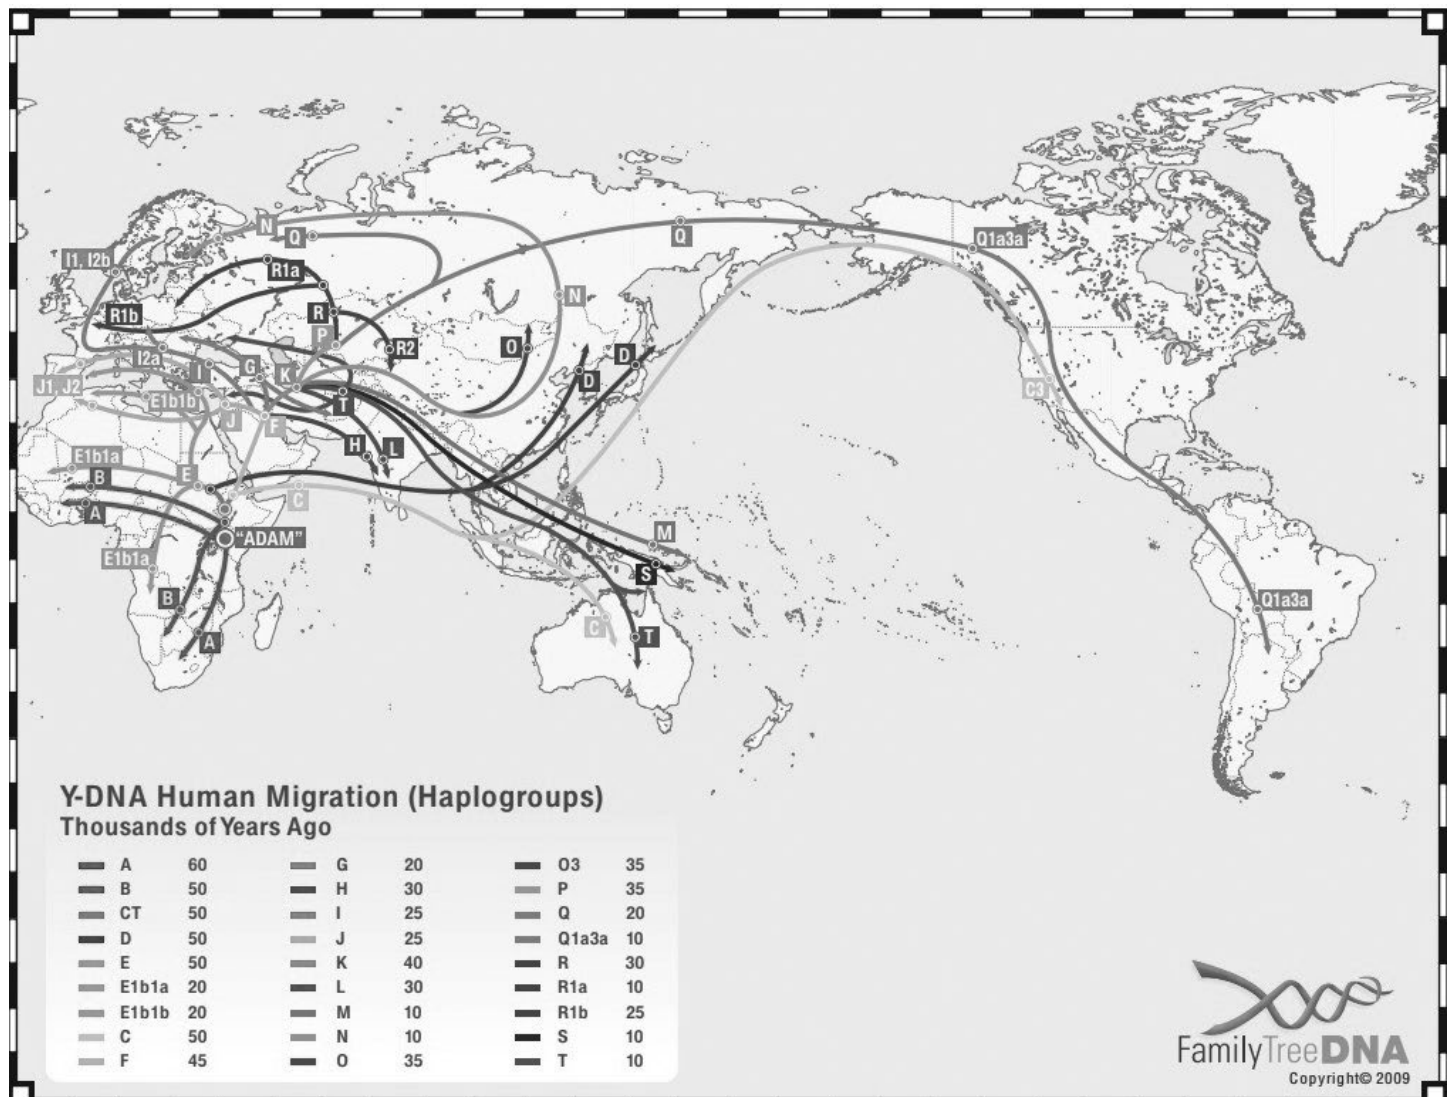 N
Q
Q
Q1a3a
I1, I2b
R1a
N
R1b
R
P
R2
O
D
D
I2a
I
G
K
C3
J1, J2
E1b1b
T
J
F
H
L
E1b1a
B
E
C
A
"ADAM"
M
E1b1a
S
B
Q1a3a
C
A
T
Y-DNA Human Migration (Haplogroups)
Thousands of Years Ago
A 60 G 20 O3 35
B 50 H 30 P 35
CT 50 I 25 Q 20
D 50 J 25 Q1a3a 10
E 50 K 40 R 30
E1b1a 20 L 30 R1a 10
E1b1b 20 M 10 R1b 25
C 50 N 10 S 10
F 45 O 35 T 10
FamilyTreeDNA
Copyright© 2009